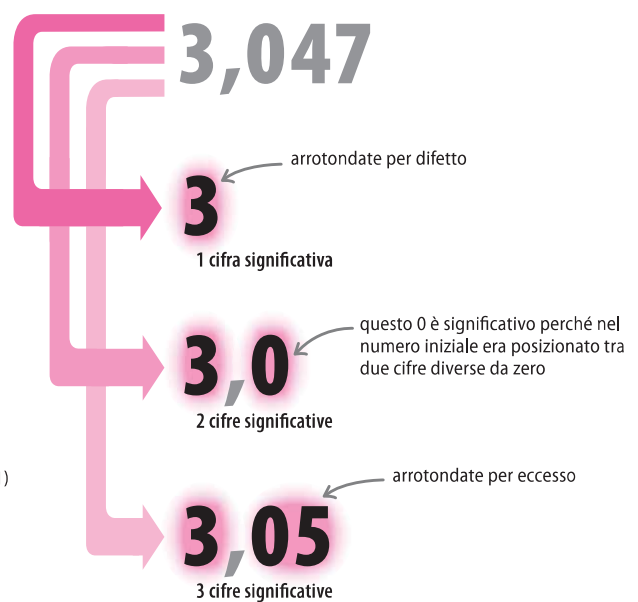 3,047
arrotondate per difetto
3
1 cifra significativa
questo 0 è significativo perché nel
numero iniziale era posizionato tra
due cifre diverse da zero
3,0
2 cifre significative
)
arrotondate per eccesso
3,05
3 cifre significative